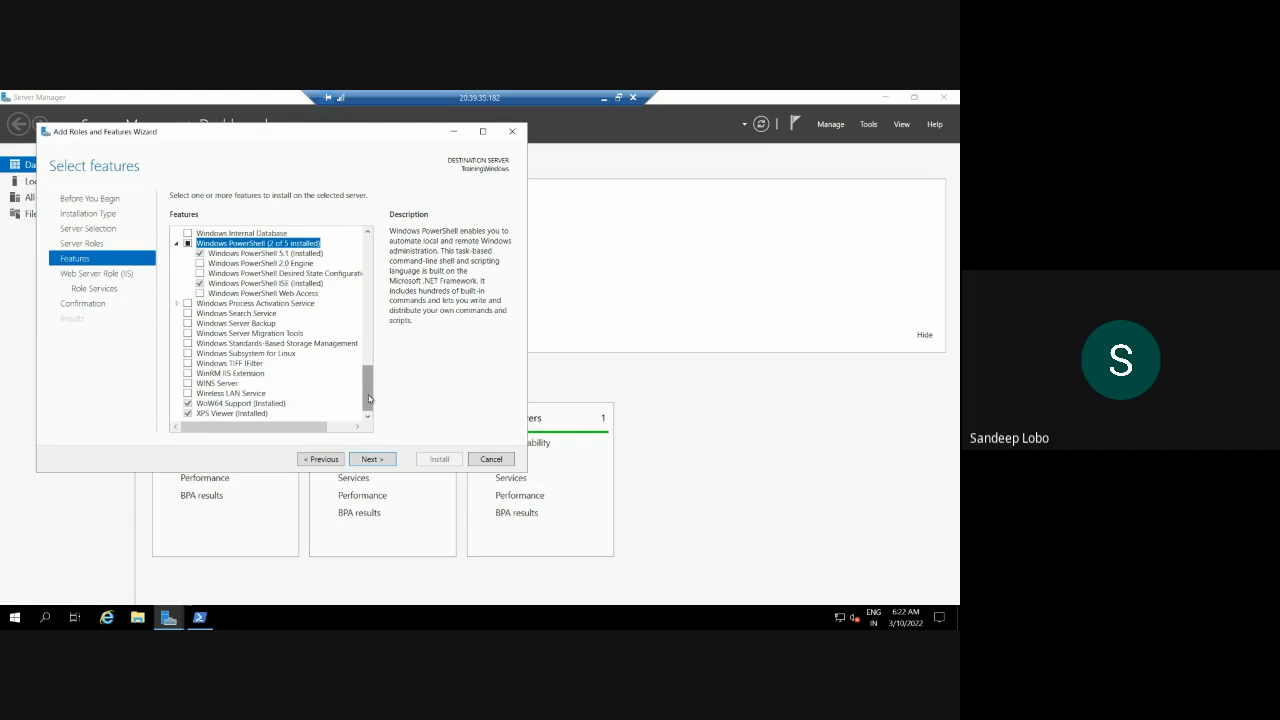 Server Manager
20.39.35.182
Manage Tools View Help
Add Roles and Features Wizard
Select features
DESTINATION SERVER
TrainingWindows
Before You Begin
Installation Type
Server Selection
Server Roles
Features
Web Server Role (IIS)
Role Services
Confirmation
Results
Select one or more features to install on the selected server.
Features
Windows Internal Database
Windows PowerShell (2 of 5 installed)
Windows PowerShell 5.1 (Installed)
Windows PowerShell 2.0 Engine
Windows PowerShell Desired State Configurati
Windows PowerShell ISE (Installed)
Windows PowerShell Web Access
Windows Process Activation Service
Windows Search Service
Windows Server Backup
Windows Server Migration Tools
Windows Standards-Based Storage Management
Windows Subsystem for Linux
Windows TIFF IFilter
WinRM IIS Extension
WINS Server
Wireless LAN Service
WoW64 Support (Installed)
XPS Viewer (Installed)
Description
Windows PowerShell enables you to
automate local and remote Windows
administration. This task-based
command-line shell and scripting
language is built on the
Microsoft .NET Framework. It
includes hundreds of built-in
commands and lets you write and
distribute your own commands and
scripts.
< Previous
Next >
Install
Cancel
Hide
Da
Loc
All
File
ers 1
ability
Performance
BPA results
Services
Performance
BPA results
Services
Performance
BPA results
ENG
IN
6:22 AM
3/10/2022
S
Sandeep Lobo